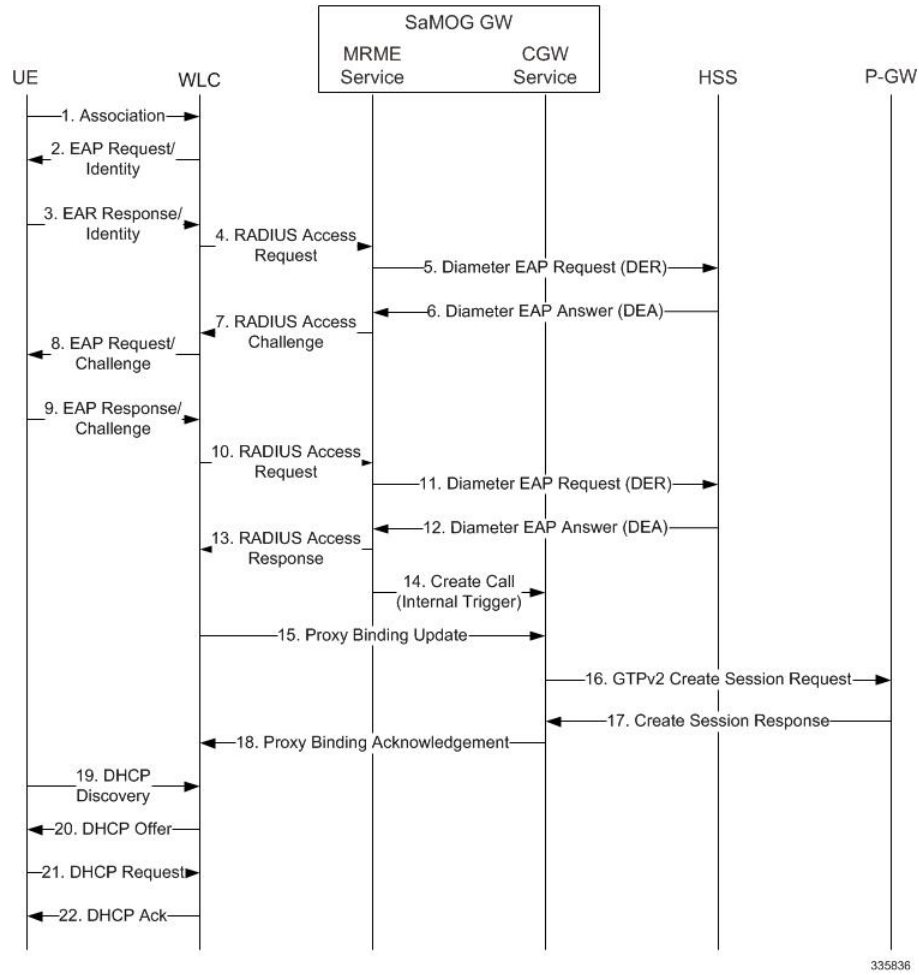 SaMOG GW
MRME
Service
CGW
Service
UE
WLC
HSS
P-GW
1. Association
2. EAP Request/
Identity
3. EAR Response/
Identity
4. RADIUS Access
Request
5. Diameter EAP Request (DER)
6. Diameter EAP Answer (DEA)
7. RADIUS Access
Challenge
8. EAP Request/
Challenge
9. EAP Response/
Challenge
10. RADIUS Access
Request
11. Diameter EAP Request (DER)
12. Diameter EAP Answer (DEA)
13. RADIUS Access
Response
14. Create Call
(Internal Trigger)
15. Proxy Binding Update
16. GTPv2 Create Session Request
17. Create Session Response
18. Proxy Binding Acknowledgement
19. DHCP
Discovery
20. DHCP Offer
21. DHCP Request
22. DHCP Ack
335836